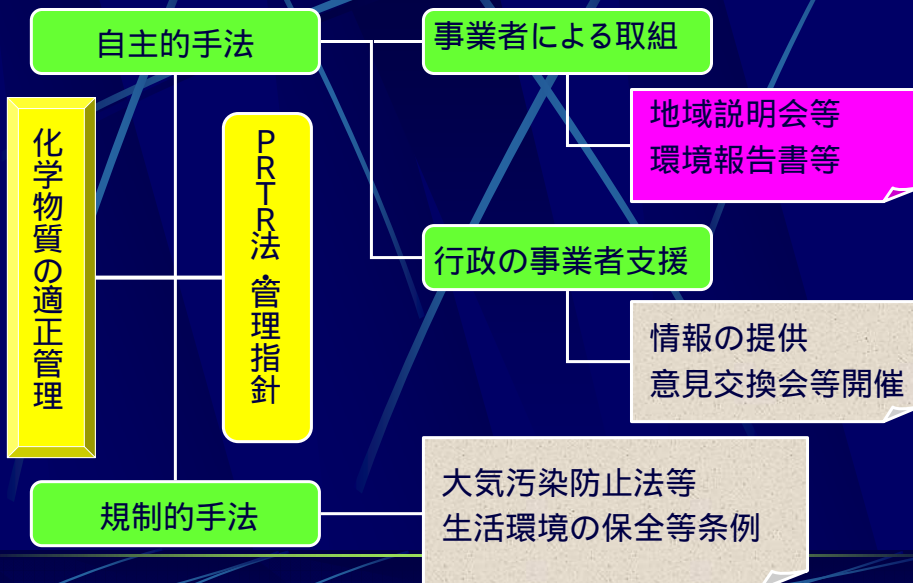 自主的手法
事業者による取組
地域説明会等
環境報告書等
化学物質の適正管理
PRTR法・管理指針
行政の事業者支援
情報の提供
意見交換会等開催
規制的手法
大気汚染防止法等
生活環境の保全等条例